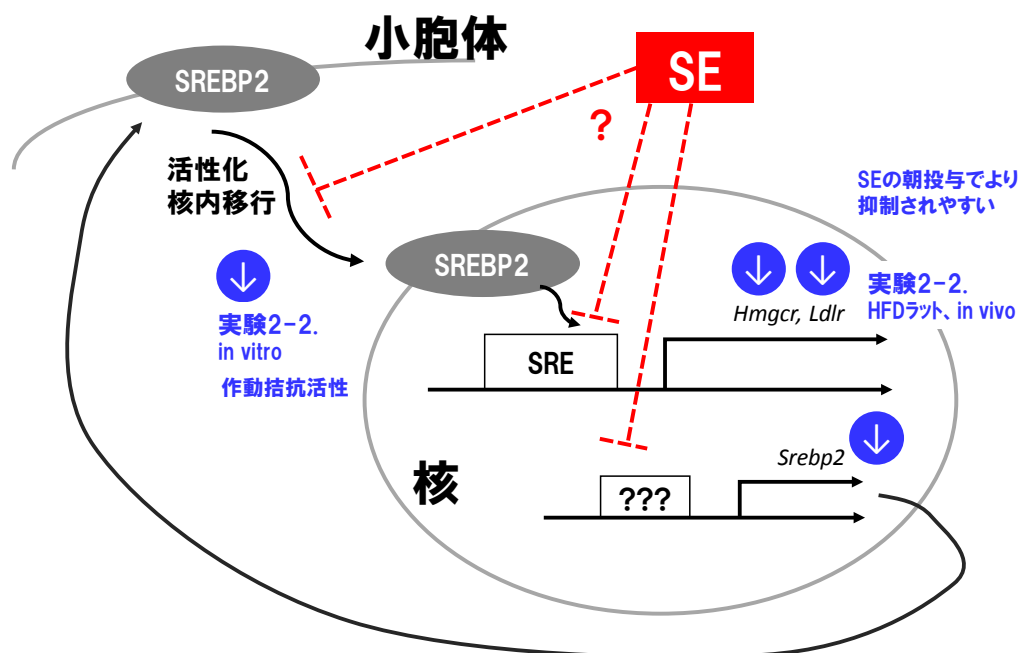 小胞体
SREBP2
SE
?
活性化
核内移行
SEの朝投与でより
抑制されやすい
SREBP2
↓
↓ ↓
実験2-2.
HFDラット、in vivo
Hmgcr, Ldlr
実験2-2.
in vitro
作動拮抗活性
SRE
↓
Srebp2
核
???